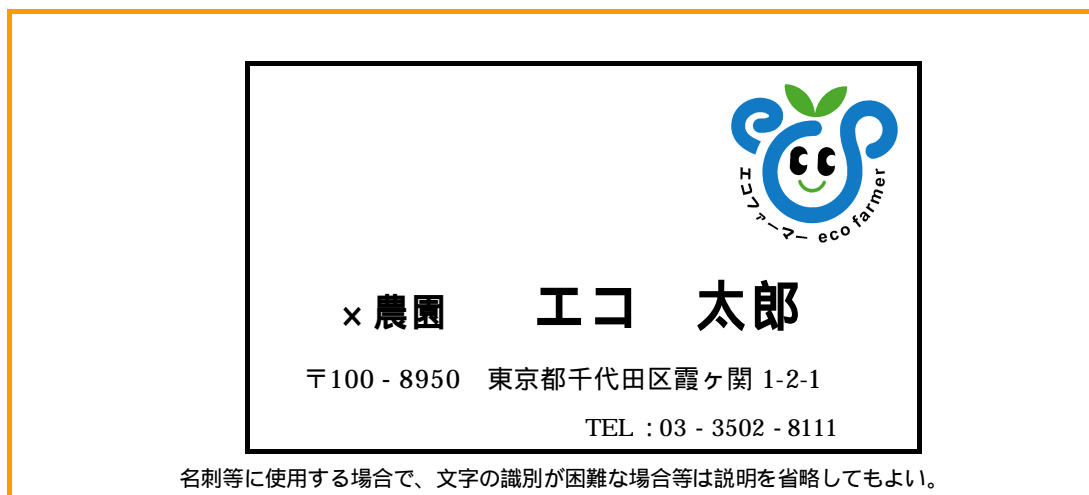 エコファーマー eco farmer
×農園 エコ 太郎
〒100 - 8950 東京都千代田区霞ヶ関 1-2-1
TEL : 03 - 3502 - 8111
名刺等に使用する場合で、文字の識別が困難な場合等は説明を省略してもよい。